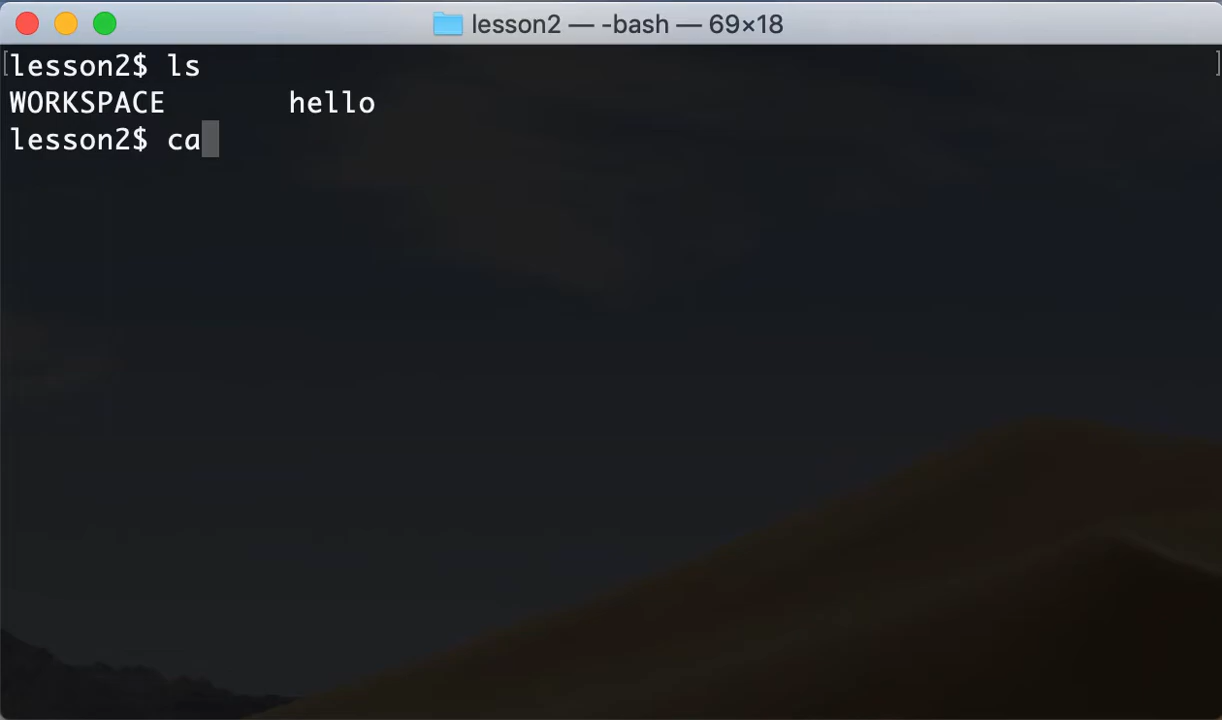 lesson2 — -bash — 69×18
[lesson2$ ls ]
WORKSPACE hello
lesson2$ ca